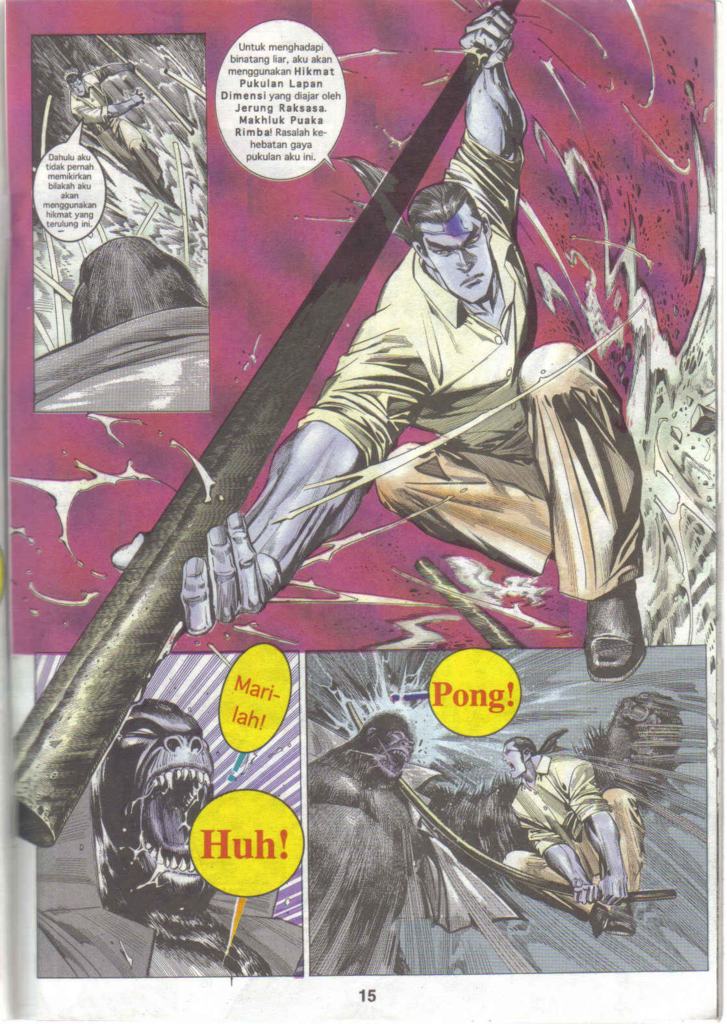 Dahulu aku
tidak pernah
memikirkan
bilakah aku
akan
menggunakan
hikmat yang
terulung ini.
Untuk menghadapi
binatang liar, aku akan
menggunakan Hikmat
Pukulan Lapan
Dimensi yang diajar oleh
Jerung Raksasa.
Makhluk Puaka
Rimba! Rasalah ke-
hebatan gaya
pukulan aku ini.
Mari-
lah!
Huh!
Pong!
15